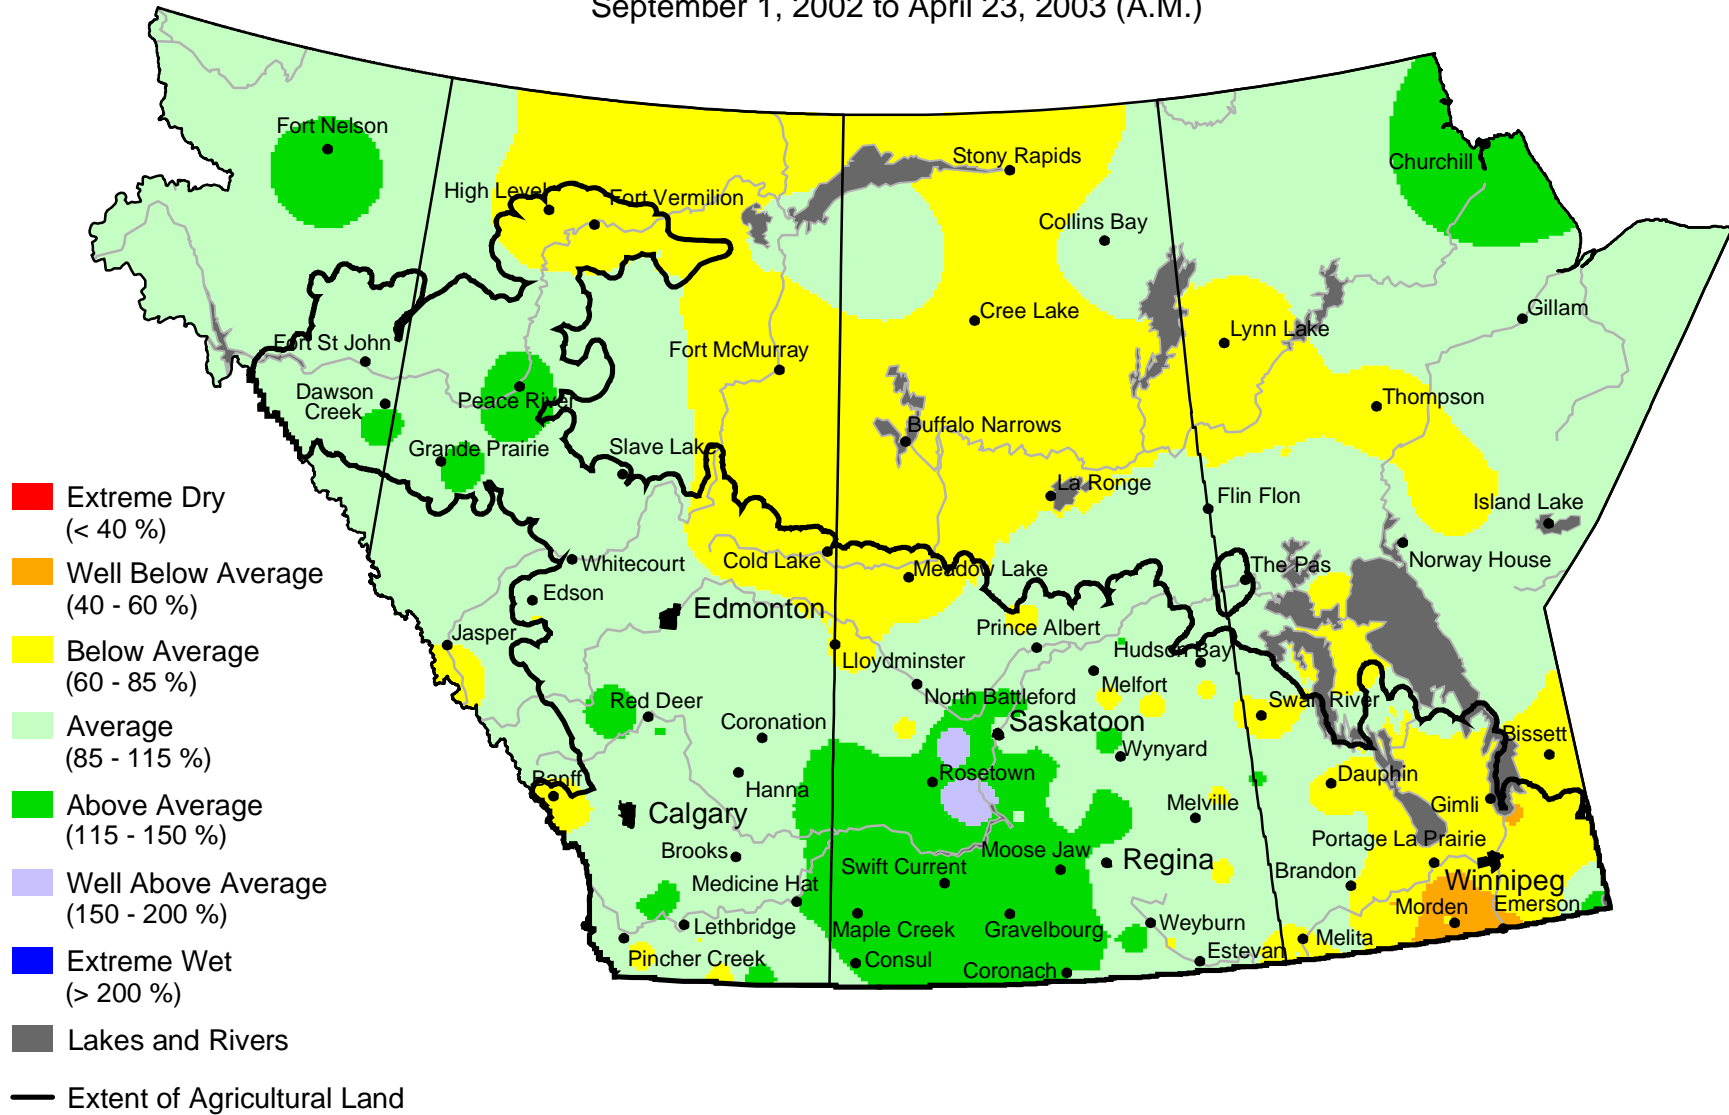 September 1, 2002 to April 23, 2003 (A.M.)
Fort Nelson
Churchill
Stony Rapids
High Level
Fort Vermilion
Collins Bay
Cree Lake
Gillam
Lynn Lake
Fort St John
Fort McMurray
Dawson
Creek
Peace River
Thompson
Buffalo Narrows
Grande Prairie
Slave Lake
La Ronge
Flin Flon
Island Lake
Whitecourt
Cold Lake
Meadow Lake
The Pas
Norway House
Edson
Edmonton
Jasper
Prince Albert
Lloydminster
Hudson Bay
Melfort
North Battleford
Red Deer
Swan River
Coronation
Saskatoon
Bissett
Wynyard
Banff
Hanna
Rosetown
Dauphin
Calgary
Melville
Gimli
Brooks
Moose Jaw
Regina
Portage La Prairie
Swift Current
Brandon
Winnipeg
Medicine Hat
Morden
Emerson
Lethbridge
Maple Creek
Gravelbourg
Weyburn
Melita
Pincher Creek
Consul
Coronach
Estevan
Extreme Dry
(< 40 %)
Well Below Average
(40 - 60 %)
Below Average
(60 - 85 %)
Average
(85 - 115 %)
Above Average
(115 - 150 %)
Well Above Average
(150 - 200 %)
Extreme Wet
(> 200 %)
Lakes and Rivers
Extent of Agricultural Land